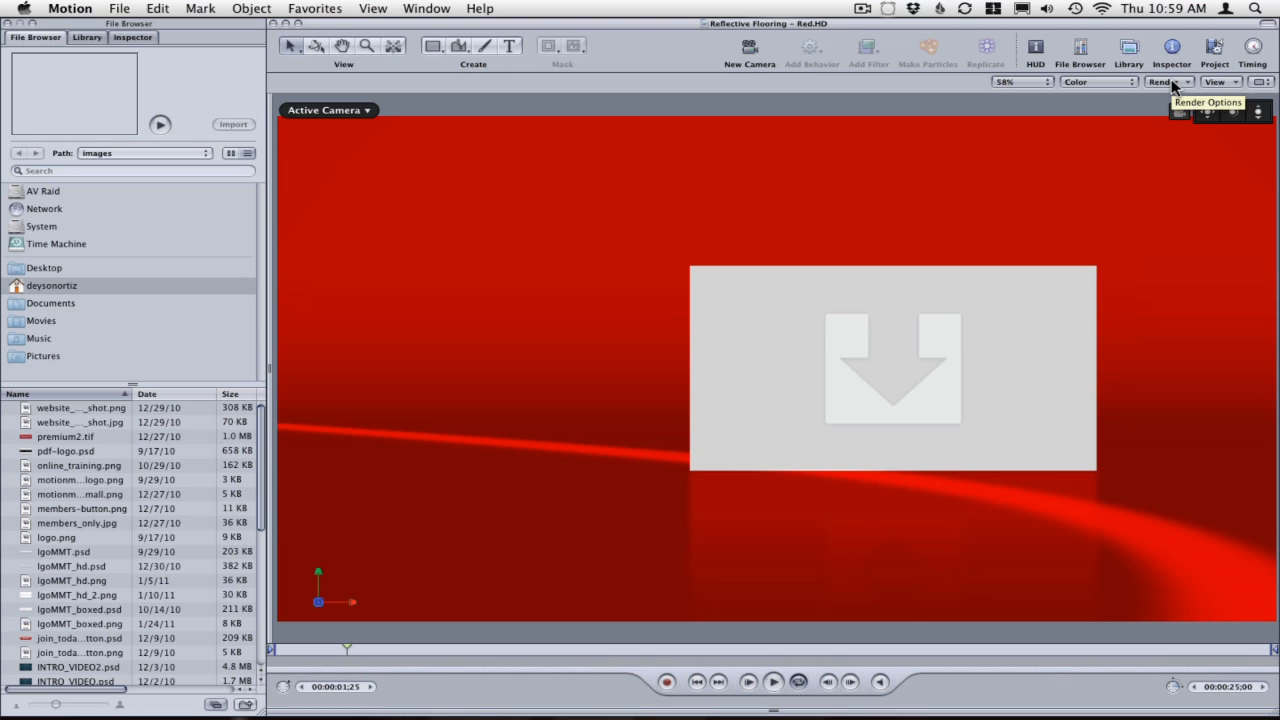 Motion File Edit Mark Object Favorites View Window Help Thu 10:59 AM
File Browser
Reflective Flooring – Red.HD
File Browser Library Inspector
T
View Create Mask New Camera Add Behavior Add Filter Make Particles Replicate HUD File Browser Library Inspector Project Timing
58% Color View
Render Options
Active Camera
Import
Path: images
Search
AV Raid
Network
System
Time Machine
Desktop
deysonortiz
Documents
Movies
Music
Pictures
Name Date Size
website_..._shot.png 12/29/10 308 KB
website_..._shot.jpg 12/29/10 70 KB
premium2.tif 12/27/10 1.0 MB
pdf-logo.psd 9/17/10 658 KB
online_training.png 10/29/10 162 KB
motionm...logo.png 9/29/10 3 KB
motionm...mall.png 12/27/10 5 KB
members-button.png 12/7/10 11 KB
members_only.jpg 12/27/10 36 KB
logo.png 9/17/10 9 KB
lgoMMT.psd 9/29/10 203 KB
lgoMMT_hd.psd 12/30/10 382 KB
lgoMMT_hd.png 1/5/11 36 KB
lgoMMT_hd_2.png 1/10/11 30 KB
lgoMMT_boxed.psd 10/14/10 211 KB
lgoMMT_boxed.png 1/24/11 8 KB
join_toda...tton.psd 12/9/10 209 KB
join_toda...tton.png 12/9/10 5 KB
INTRO_VIDEO2.psd 12/3/10 4.8 MB
INTRO_VIDEO.psd 12/2/10 1.7 MB
00:00:01;25
00:00:25;00